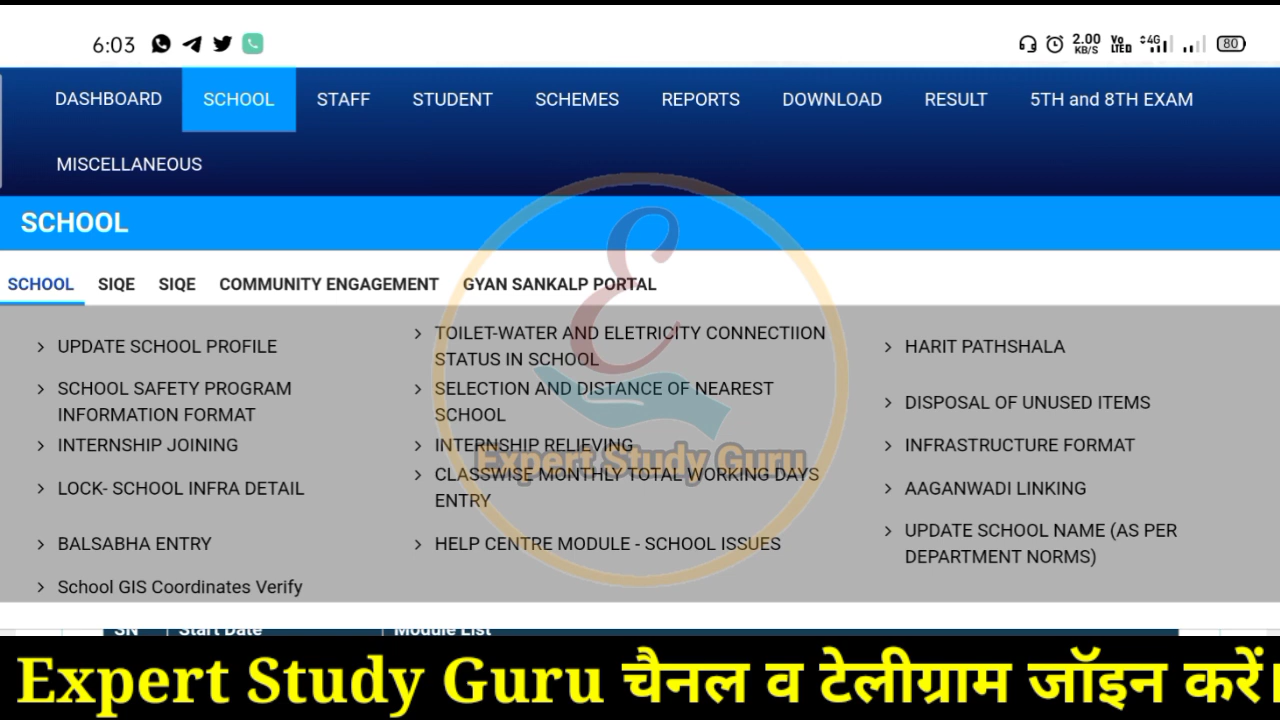 6:03 2.00 KB/S Vo LTE 4G 80
DASHBOARD SCHOOL STAFF STUDENT SCHEMES REPORTS DOWNLOAD RESULT 5TH and 8TH EXAM
MISCELLANEOUS
SCHOOL
SCHOOL SIQE SIQE COMMUNITY ENGAGEMENT GYAN SANKALP PORTAL
UPDATE SCHOOL PROFILE
TOILET-WATER AND ELETRICITY CONNECTIION
STATUS IN SCHOOL
HARIT PATHSHALA
SCHOOL SAFETY PROGRAM
INFORMATION FORMAT
SELECTION AND DISTANCE OF NEAREST
SCHOOL
DISPOSAL OF UNUSED ITEMS
INTERNSHIP JOINING
INTERNSHIP RELIEVING
INFRASTRUCTURE FORMAT
Expert Study Guru
LOCK- SCHOOL INFRA DETAIL
CLASSWISE MONTHLY TOTAL WORKING DAYS
ENTRY
AAGANWADI LINKING
BALSABHA ENTRY
HELP CENTRE MODULE - SCHOOL ISSUES
UPDATE SCHOOL NAME (AS PER
DEPARTMENT NORMS)
School GIS Coordinates Verify
SN Start Date Module List
Expert Study Guru चैनल व टेलीग्राम जॉइन करें।